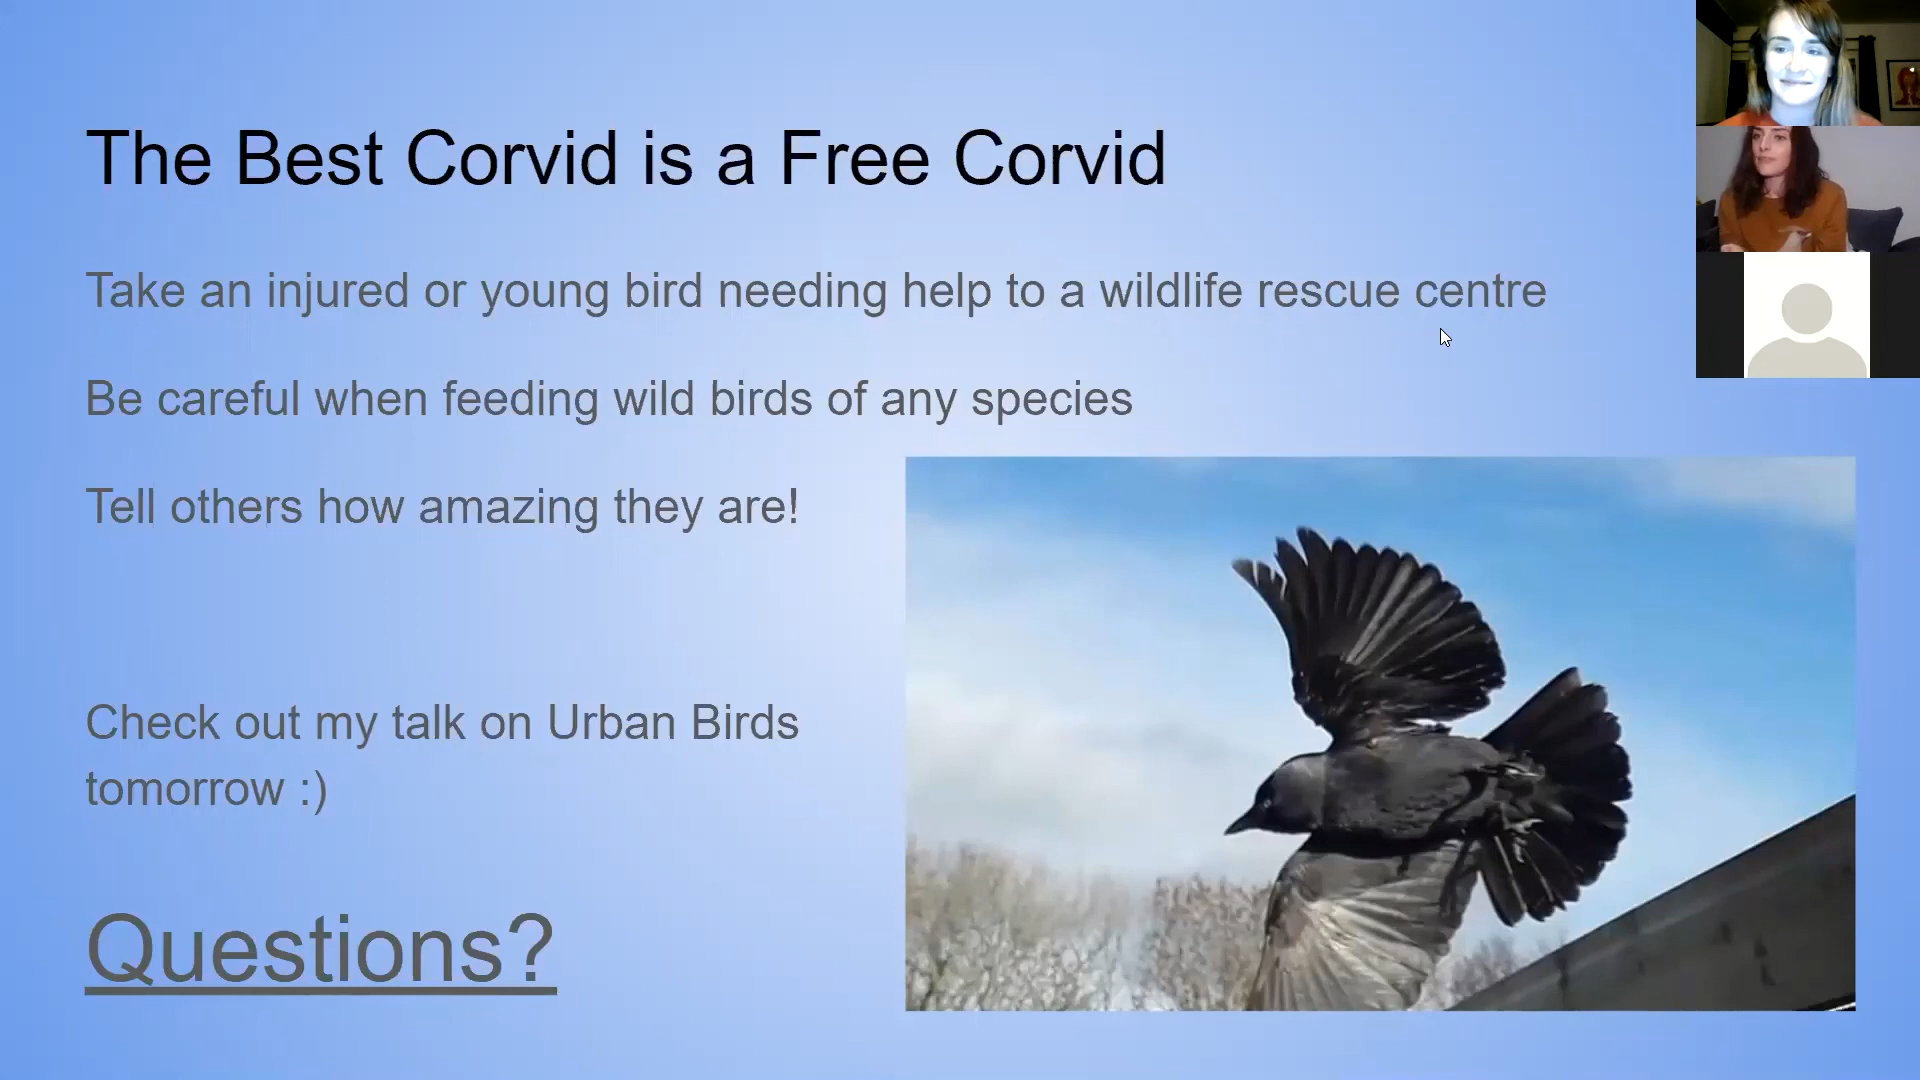 The Best Corvid is a Free Corvid
Take an injured or young bird needing help to a wildlife rescue centre
Be careful when feeding wild birds of any species
Tell others how amazing they are!
Check out my talk on Urban Birds
tomorrow :)
Questions?